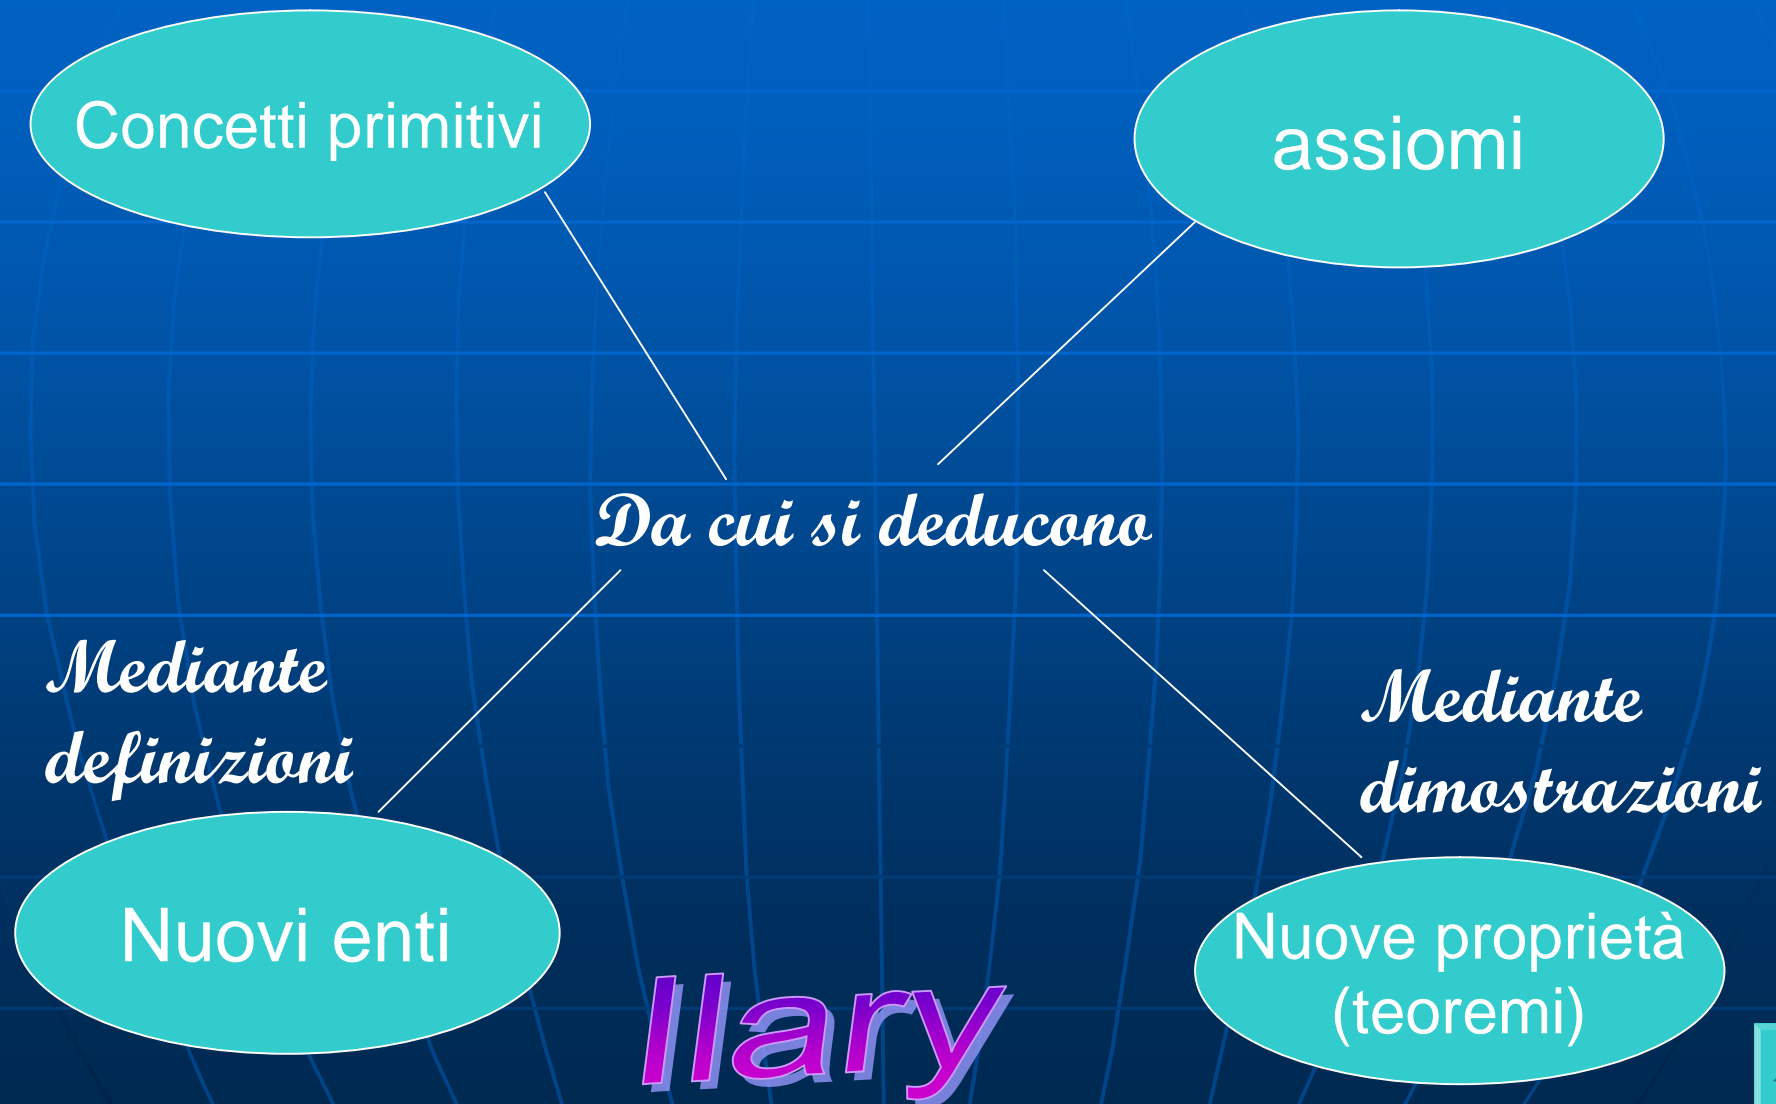 Concetti primitivi
assiomi
Da cui si deducono
Mediante
definizioni
Mediante
dimostrazioni
Nuovi enti
Nuove proprietà
(teoremi)
Ilary